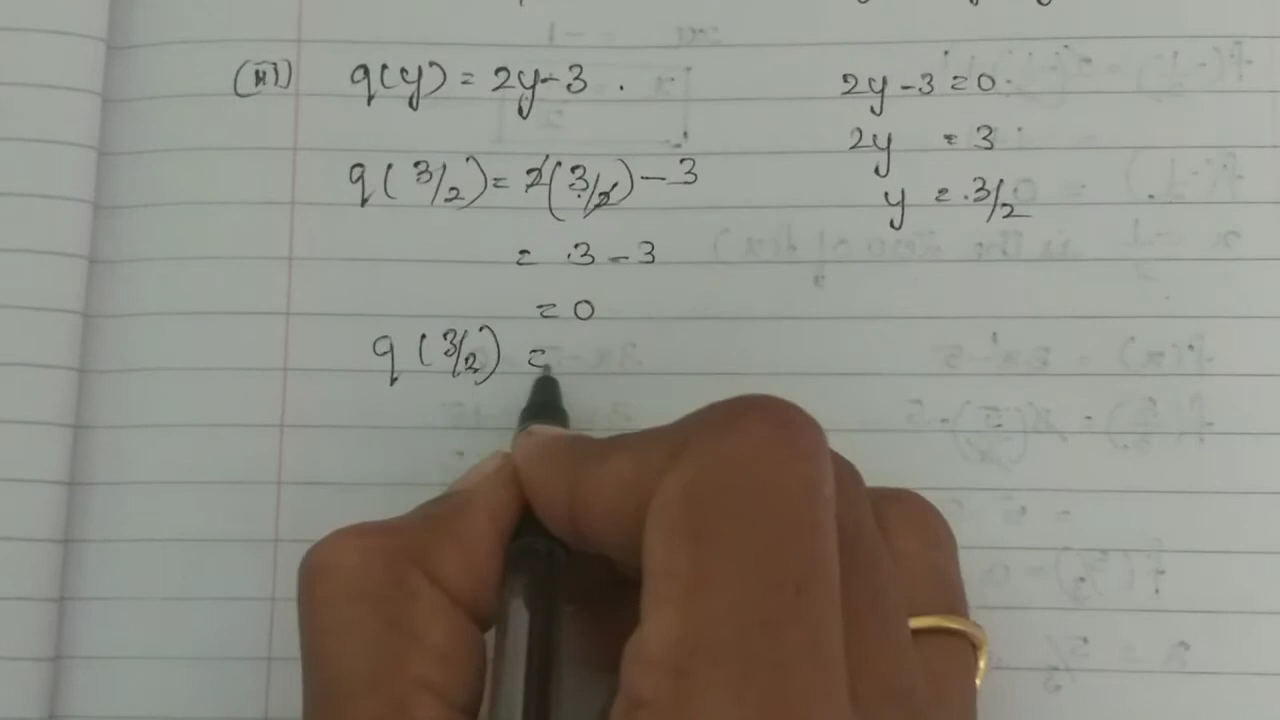 (iii) q(y) = 2y-3 .
2y - 3 = 0
2y = 3
y = 3/2
q(3/2) = 2(3/2) - 3
= 3 - 3
= 0
q(3/2) =